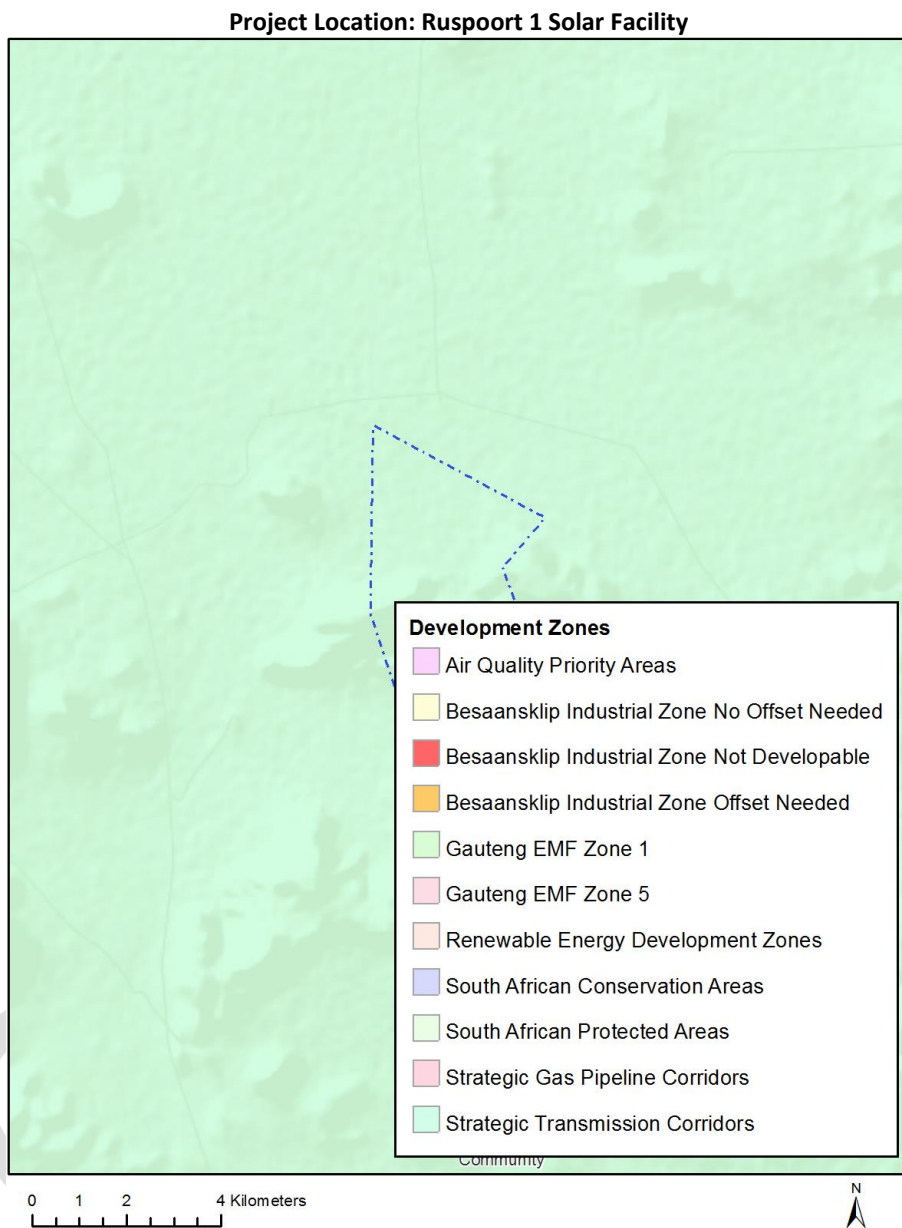 Project Location: Ruspoort 1 Solar Facility
Development Zones
Air Quality Priority Areas
Besaansklip Industrial Zone No Offset Needed
Besaansklip Industrial Zone Not Developable
Besaansklip Industrial Zone Offset Needed
Gauteng EMF Zone 1
Gauteng EMF Zone 5
Renewable Energy Development Zones
South African Conservation Areas
South African Protected Areas
Strategic Gas Pipeline Corridors
Strategic Transmission Corridors
Community
0 1 2 4 Kilometers
N